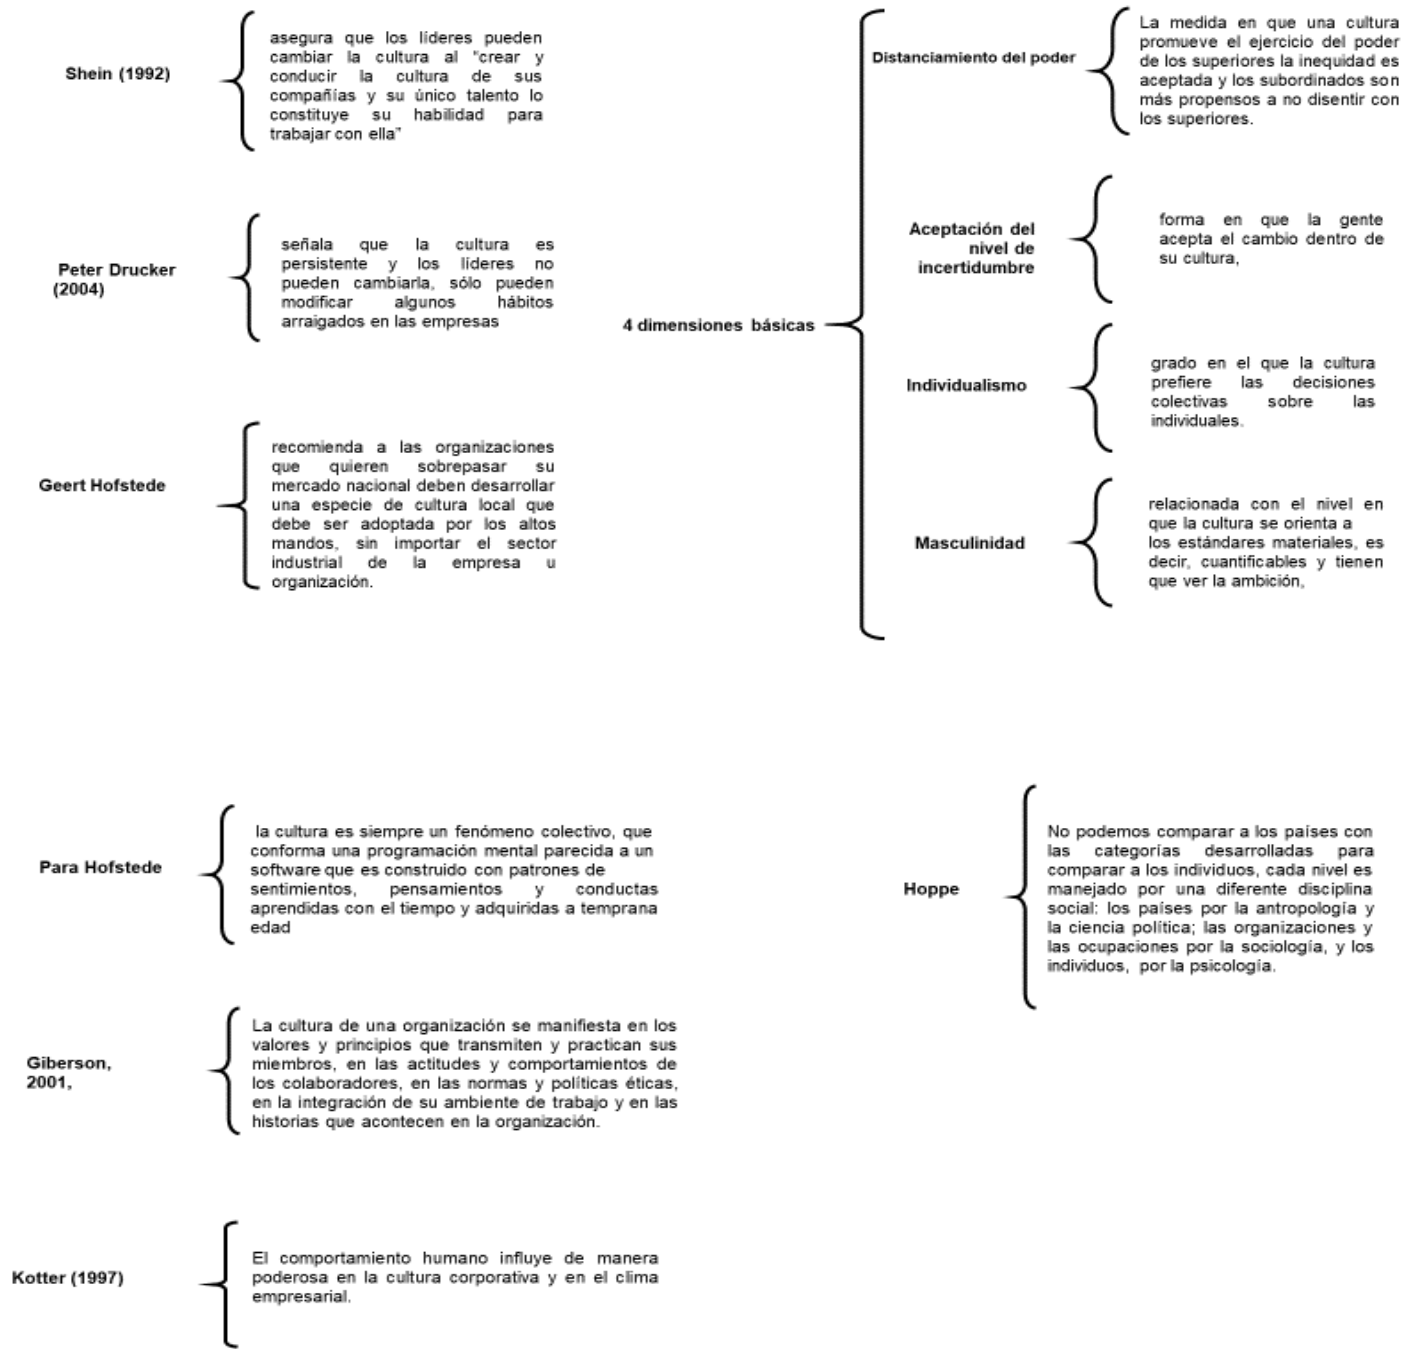 Shein (1992)
asegura que los líderes pueden
cambiar la cultura al “crear y
conducir la cultura de sus
compañías y su único talento lo
constituye su habilidad para
trabajar con ella”
Peter Drucker
(2004)
señala que la cultura es
persistente y los líderes no
pueden cambiarla, sólo pueden
modificar algunos hábitos
arraigados en las empresas
Geert Hofstede
recomienda a las organizaciones
que quieren sobrepasar su
mercado nacional deben desarrollar
una especie de cultura local que
debe ser adoptada por los altos
mandos, sin importar el sector
industrial de la empresa u
organización.
4 dimensiones básicas
Distanciamiento del poder
La medida en que una cultura
promueve el ejercicio del poder
de los superiores la inequidad es
aceptada y los subordinados son
más propensos a no disentir con
los superiores.
Aceptación del
nivel de
incertidumbre
forma en que la gente
acepta el cambio dentro de
su cultura,
Individualismo
grado en el que la cultura
prefiere las decisiones
colectivas sobre las
individuales.
Masculinidad
relacionada con el nivel en
que la cultura se orienta a
los estándares materiales, es
decir, cuantificables y tienen
que ver la ambición,
Para Hofstede
la cultura es siempre un fenómeno colectivo, que
conforma una programación mental parecida a un
software que es construido con patrones de
sentimientos, pensamientos y conductas
aprendidas con el tiempo y adquiridas a temprana
edad
Hoppe
No podemos comparar a los países con
las categorías desarrolladas para
comparar a los individuos, cada nivel es
manejado por una diferente disciplina
social: los países por la antropología y
la ciencia política; las organizaciones y
las ocupaciones por la sociología, y los
individuos, por la psicología.
Giberson,
2001,
La cultura de una organización se manifiesta en los
valores y principios que transmiten y practican sus
miembros, en las actitudes y comportamientos de
los colaboradores, en las normas y políticas éticas,
en la integración de su ambiente de trabajo y en las
historias que acontecen en la organización.
Kotter (1997)
El comportamiento humano influye de manera
poderosa en la cultura corporativa y en el clima
empresarial.